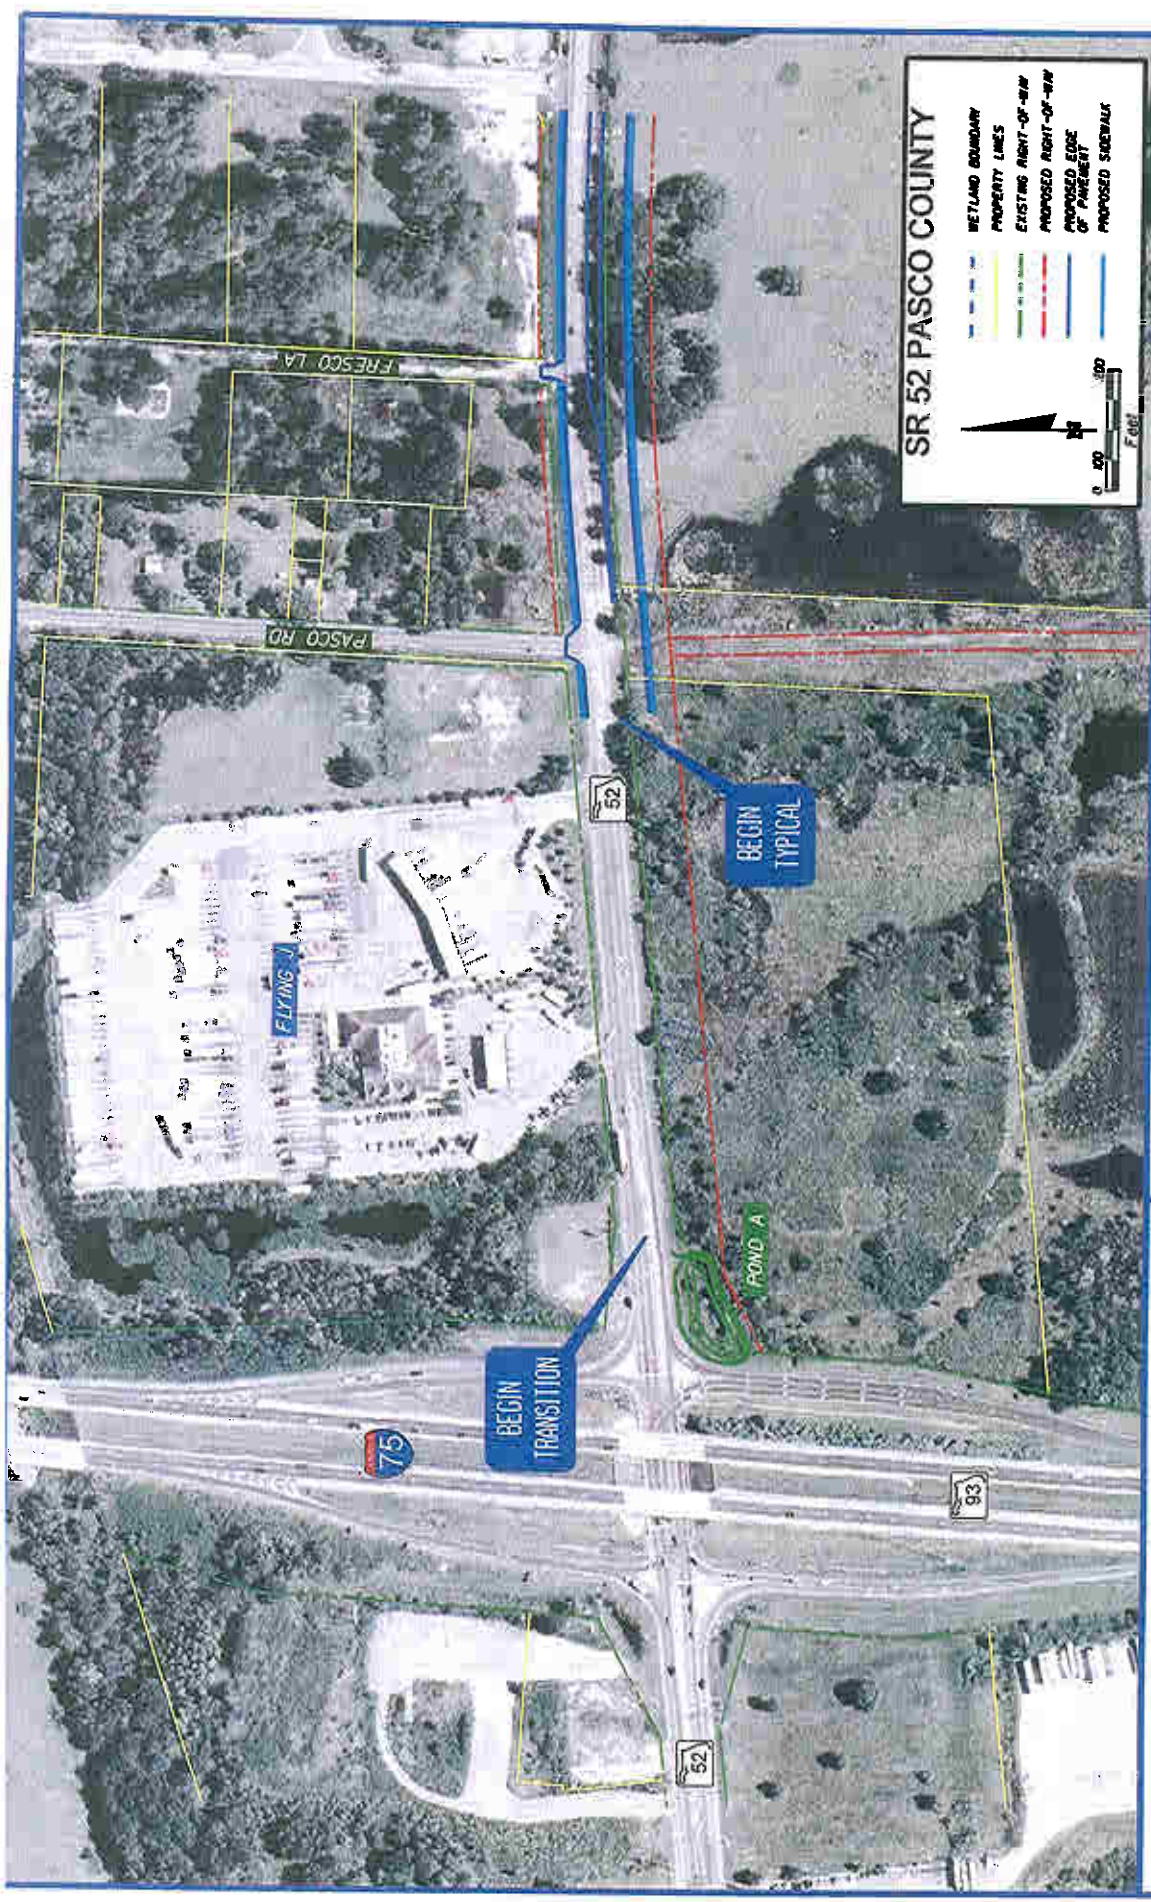 SR 52 PASCO COUNTY
WETLAND BOUNDARY
PROPERTY LINES
EXISTING RIGHT-OF-WAY
PROPOSED RIGHT-OF-WAY
PROPOSED EDGE
OF PAVEMENT
PROPOSED SIDEWALK
N
0 100 200
Feet
FRESCO LA
PASCO RD
FLYING J
52
BEGIN
TYPICAL
POND A
BEGIN
TRANSITION
75
93
52